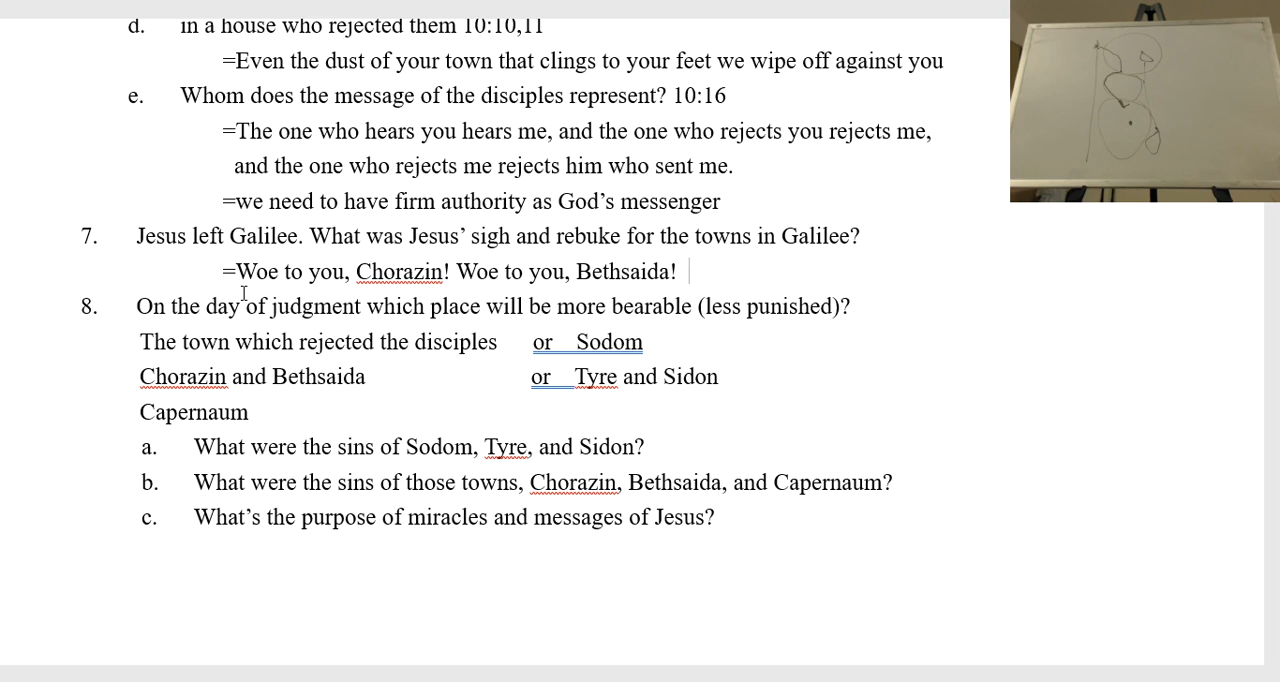 d. in a house who rejected them 10:10,11
=Even the dust of your town that clings to your feet we wipe off against you
e. Whom does the message of the disciples represent? 10:16
=The one who hears you hears me, and the one who rejects you rejects me,
and the one who rejects me rejects him who sent me.
=we need to have firm authority as God’s messenger
7. Jesus left Galilee. What was Jesus’ sigh and rebuke for the towns in Galilee?
=Woe to you, Chorazin! Woe to you, Bethsaida!
8. On the day of judgment which place will be more bearable (less punished)?
The town which rejected the disciples or Sodom
Chorazin and Bethsaida or Tyre and Sidon
Capernaum
a. What were the sins of Sodom, Tyre, and Sidon?
b. What were the sins of those towns, Chorazin, Bethsaida, and Capernaum?
c. What’s the purpose of miracles and messages of Jesus?